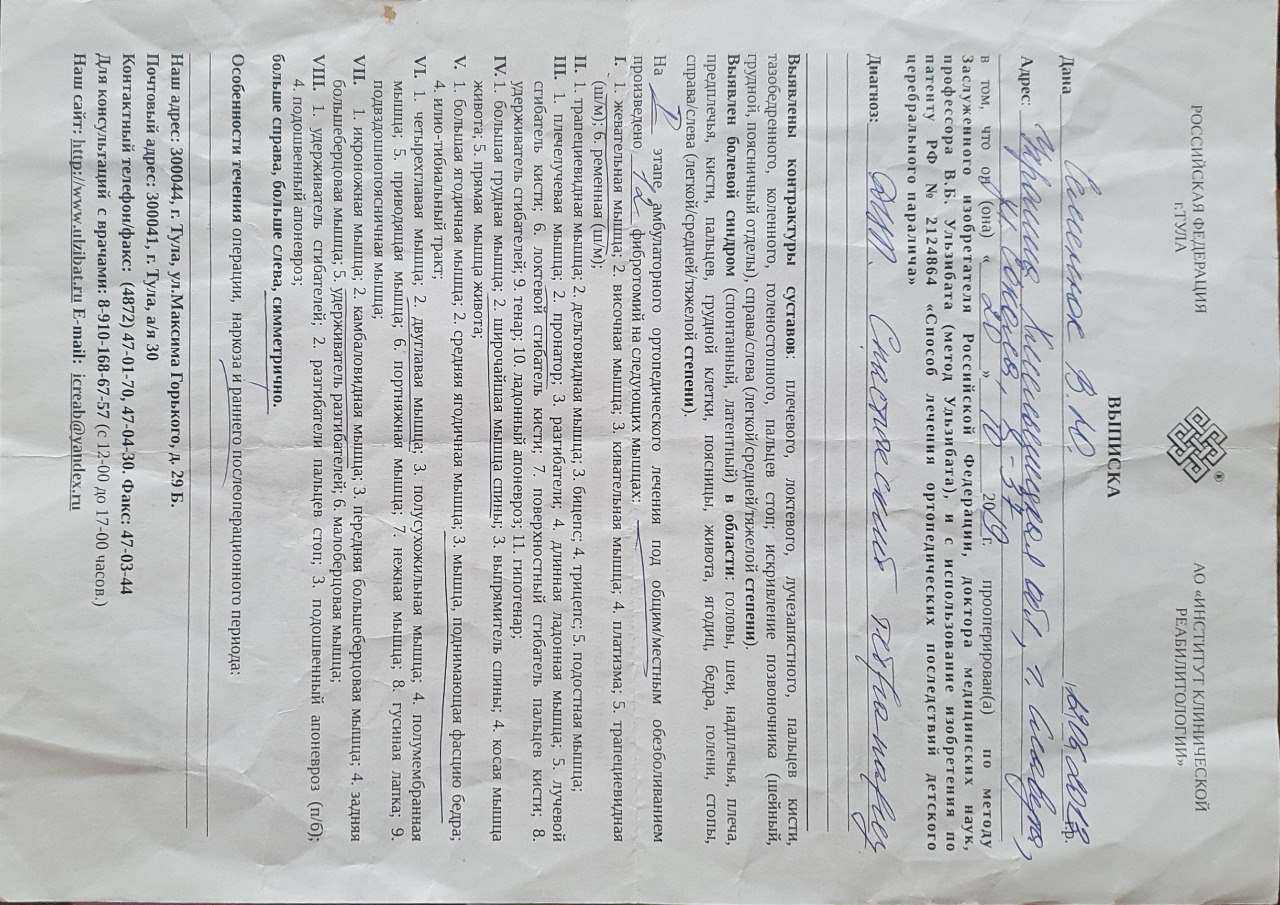 РОССИЙСКАЯ ФЕДЕРАЦИЯ
г.ТУЛА
®
АО «ИНСТИТУТ КЛИНИЧЕСКОЙ
РЕАБИЛИТОЛОГИИ»
ВЫПИСКА
Дана В. Ю. г.р.
Адрес: Украина, обл., г.
в том, что он (она) « 20 » 10 2019г. прооперирован(а) по методу
Заслуженного изобретателя Российской Федерации, доктора медицинских наук,
профессора В.Б. Ульзибата (метод Ульзибата), и с использование изобретения по
патенту РФ № 2124864 «Способ лечения ортопедических последствий детского
церебрального паралича»
Диагноз: ДЦП. Спастический тетрапарез
Выявлены контрактуры суставов: плечевого, локтевого, лучезапястного, пальцев кисти,
тазобедренного, коленного, голеностопного, пальцев стоп; искривление позвоночника (шейный,
грудной, поясничный отделы), справа/слева (легкой/средней/тяжелой степени).
Выявлен болевой синдром (спонтанный, латентный) в области: головы, шеи, надплечья, плеча,
предплечья, кисти, пальцев, грудной клетки, поясницы, живота, ягодиц, бедра, голени, стопы,
справа/слева (легкой/средней/тяжелой степени).
На этапе амбулаторного ортопедического лечения под общим/местным обезболиванием
произведено 12 фибротомий на следующих мышцах:
I. 1. жевательная мышца; 2. височная мышца; 3. кивательная мышца; 4. платизма; 5. трапециевидная
(ш/м); 6. ременная (ш/м);
II. 1. трапециевидная мышца; 2. дельтовидная мышца; 3. бицепс; 4. трицепс; 5. подостная мышца;
III. 1. плечелучевая мышца; 2. пронатор; 3. разгибатели; 4. длинная ладонная мышца; 5. лучевой
сгибатель кисти; 6. локтевой сгибатель кисти; 7. поверхностный сгибатель пальцев кисти; 8.
удерживатель сгибателей; 9. тенар; 10. ладонный апоневроз; 11. гипотенар;
IV. 1. большая грудная мышца; 2. широчайшая мышца спины; 3. выпрямитель спины; 4. косая мышца
живота; 5. прямая мышца живота;
V. 1. большая ягодичная мышца; 2. средняя ягодичная мышца; 3. мышца, поднимающая фасцию бедра;
4. илио-тибиальный тракт;
VI. 1. четырехглавая мышца; 2. двуглавая мышца; 3. полусухожильная мышца; 4. полумембранная
мышца; 5. приводящая мышца; 6. портняжная мышца; 7. нежная мышца; 8. гусиная лапка; 9.
подвздошнопоясничная мышца;
VII. 1. икроножная мышца; 2. камбаловидная мышца; 3. передняя большеберцовая мышца; 4. задняя
большеберцовая мышца; 5. удерживатель разгибателей; 6. малоберцовая мышца;
VIII. 1. удерживатель сгибателей; 2. разгибатели пальцев стоп; 3. подошвенный апоневроз (п/б);
4. подошвенный апоневроз;
больше справа, больше слева, симметрично.
Особенности течения операции, наркоза и раннего послеоперационного периода:
Наш адрес: 300044, г. Тула, ул.Максима Горького, д. 29 Б.
Почтовый адрес: 300041, г. Тула, а/я 30
Контактный телефон/факс: (4872) 47-01-70, 47-04-30. Факс: 47-03-44
Для консультаций с врачами: 8-910-168-67-57 (с 12-00 до 17-00 часов.)
Наш сайт: http://www.ulzibat.ru E-mail: icreab@yandex.ru